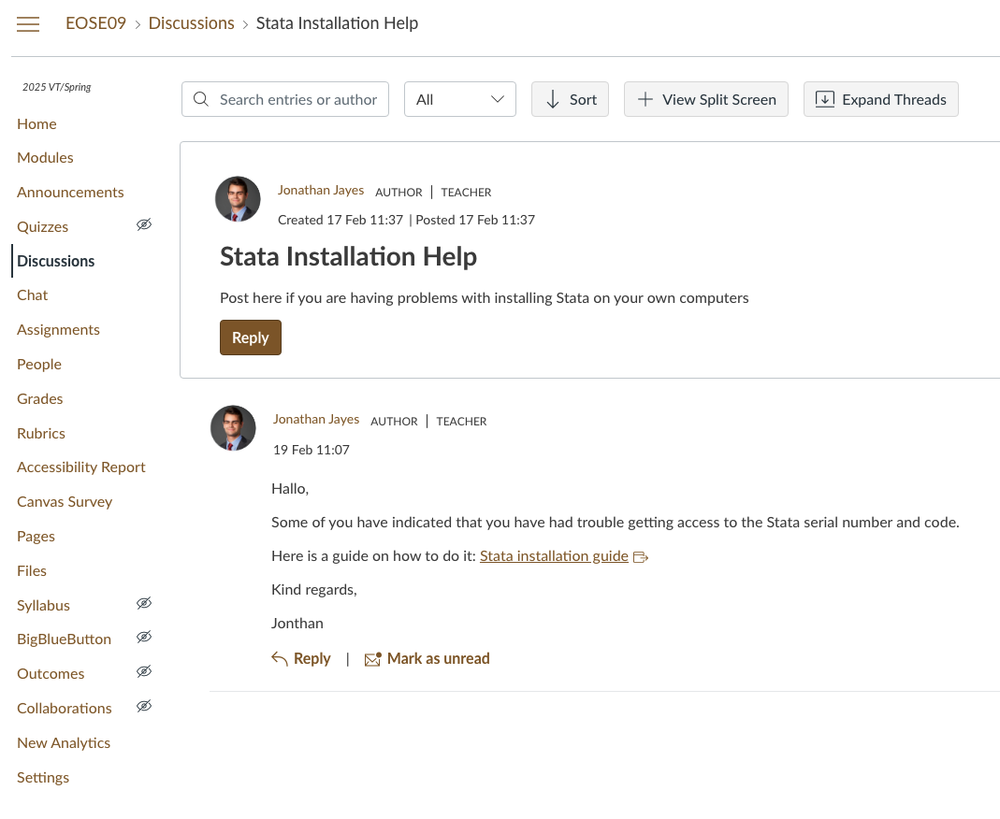 EOSE09 > Discussions > Stata Installation Help
2025 VT/Spring
Home
Modules
Announcements
Quizzes
Discussions
Chat
Assignments
People
Grades
Rubrics
Accessibility Report
Canvas Survey
Pages
Files
Syllabus
BigBlueButton
Outcomes
Collaborations
New Analytics
Settings
Search entries or author
All
Sort
View Split Screen
Expand Threads
Jonathan Jayes AUTHOR | TEACHER
Created 17 Feb 11:37 | Posted 17 Feb 11:37
Stata Installation Help
Post here if you are having problems with installing Stata on your own computers
Reply
Jonathan Jayes AUTHOR | TEACHER
19 Feb 11:07
Hallo,
Some of you have indicated that you have had trouble getting access to the Stata serial number and code.
Here is a guide on how to do it: Stata installation guide
Kind regards,
Jonthan
Reply | Mark as unread